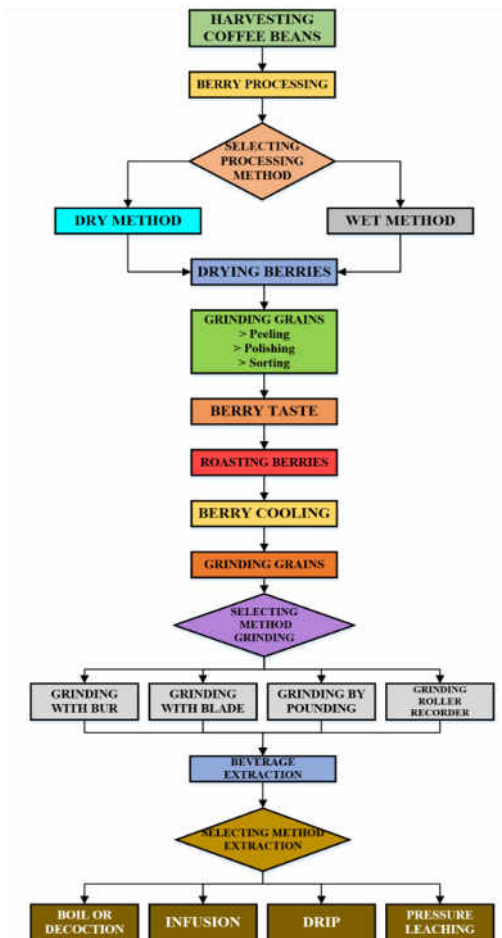 HARVESTING
COFFEE BEANS
BERRY PROCESSING
SELECTING
PROCESSING
METHOD
DRY METHOD
WET METHOD
DRYING BERRIES
GRINDING GRAINS
> Peeling
> Polishing
> Sorting
BERRY TASTE
ROASTING BERRIES
BERRY COOLING
GRINDING GRAINS
SELECTING
METHOD
GRINDING
GRINDING
WITH BUR
GRINDING
WITH BLADE
GRINDING BY
POUNDING
GRINDING
ROLLER
RECORDER
BEVERAGE
EXTRACTION
SELECTING METHOD
EXTRACTION
BOIL OR
DECOCTION
INFUSION
DRIP
PRESSURE
LEACHING